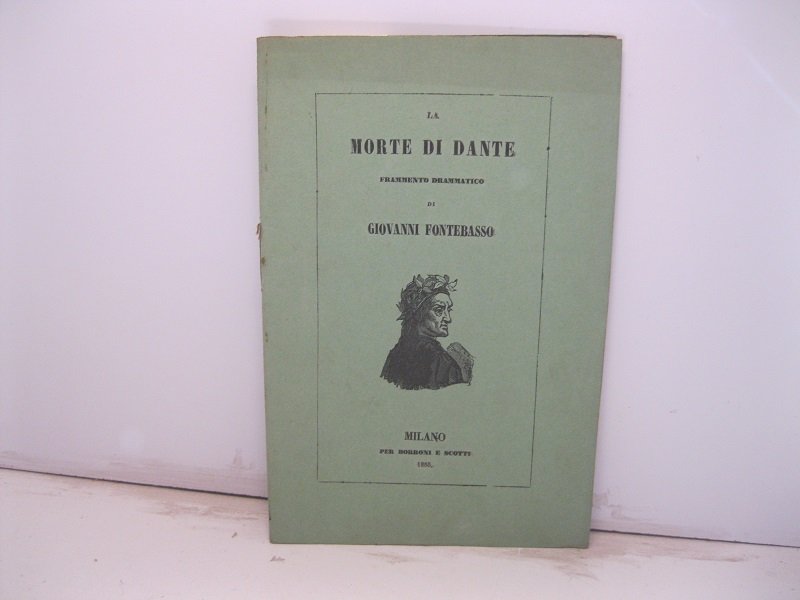 LA
MORTE DI DANTE
FRAMMENTO DRAMMATICO
DI
GIOVANNI FONTEBASSO
MILANO
PER BORRONI E SCOTTI